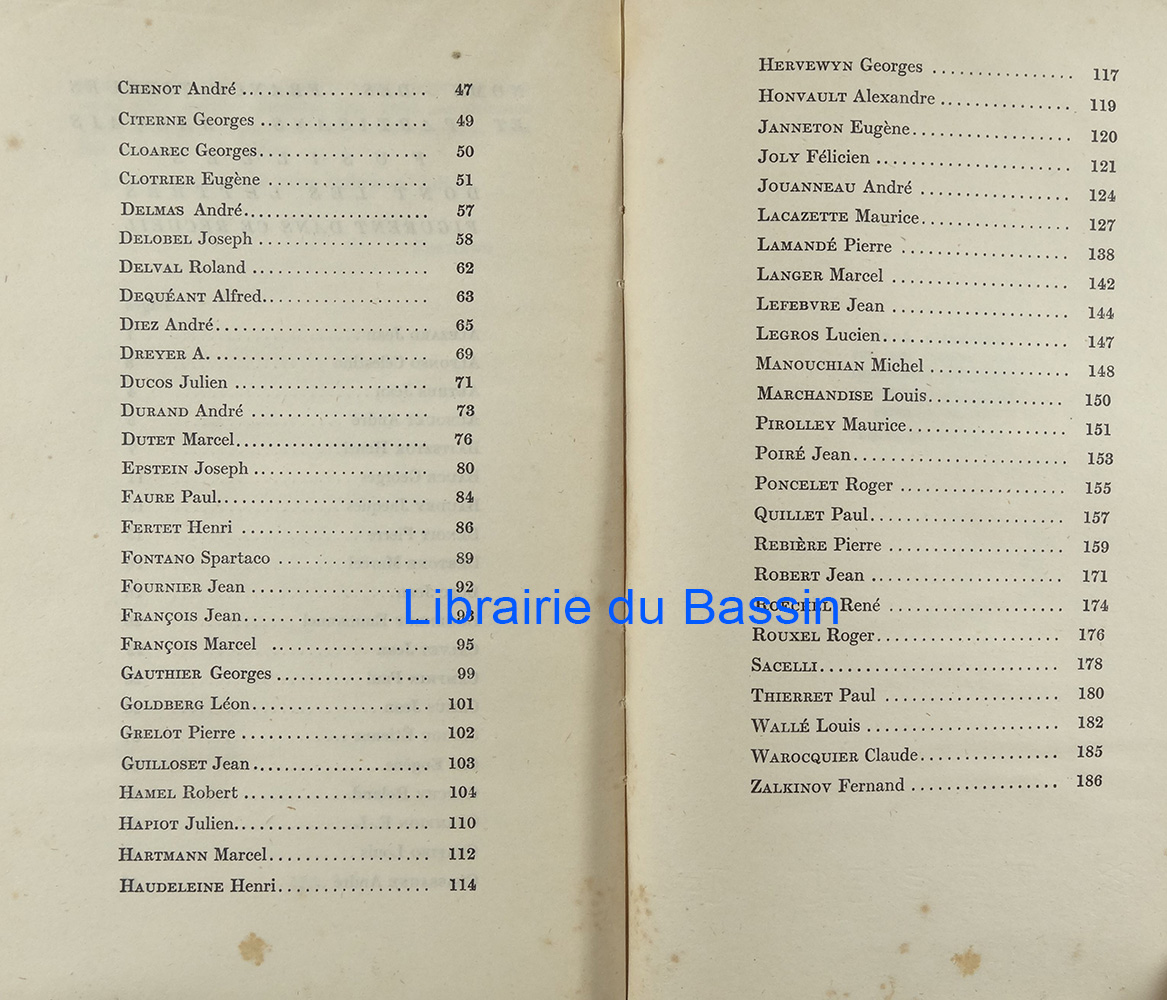 CHENOT André ..................... 47
CITERNE Georges ................... 49
CLOAREC Georges................... 50
CLOTRIER Eugène .................. 51
DELMAS André..................... 57
DELOBEL Joseph ................... 58
DELVAL Roland .................... 62
DEQUÉANT Alfred................... 63
DIEZ André........................ 65
DREYER A. ........................ 69
DUCOS Julien ...................... 71
DURAND André .................... 73
DUTET Marcel...................... 76
EPSTEIN Joseph .................... 80
FAURE Paul........................ 84
FERTET Henri ..................... 86
FONTANO Spartaco ................. 89
FOURNIER Jean .................... 92
FRANÇOIS Jean..................... 93
FRANÇOIS Marcel .................. 95
GAUTHIER Georges .................. 99
GOLDBERG Léon.................... 101
GRELOT Pierre ..................... 102
GUILLOSET Jean.................... 103
HAMEL Robert ..................... 104
HAPIOT Julien...................... 110
HARTMANN Marcel.................. 112
HAUDELEINE Henri................. 114
HERVEWYN Georges ................ 117
HONVAULT Alexandre ............... 119
JANNETON Eugène.................. 120
JOLY Félicien ...................... 121
JOUANNEAU André ................. 124
LACAZETTE Maurice................. 127
LAMANDÉ Pierre ................... 138
LANGER Marcel .................... 142
LEFEBVRE Jean .................... 144
LEGROS Lucien..................... 147
MANOUCHIAN Michel ................ 148
MARCHANDISE Louis................ 150
PIROLLEY Maurice.................. 151
POIRÉ Jean........................ 153
PONCELET Roger ................... 155
QUILLET Paul...................... 157
REBIÈRE Pierre .................... 159
ROBERT Jean ...................... 171
ROECHEL René .................... 174
ROUXEL Roger..................... 176
SACELLI........................... 178
THIERRET Paul .................... 180
WALLÉ Louis ...................... 182
WAROCQUIER Claude................ 185
ZALKINOV Fernand ................. 186
Librairie du Bassin